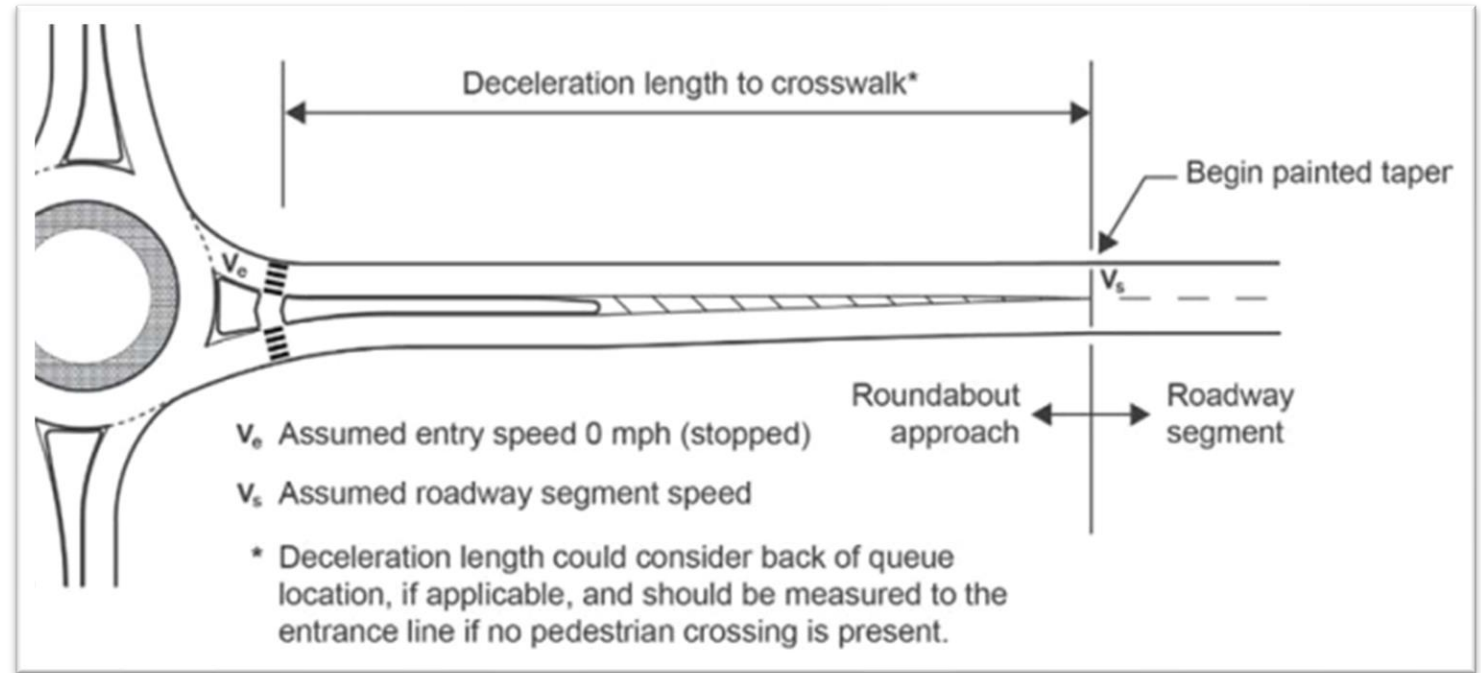 Deceleration length to crosswalk*
Begin painted taper
Ve
Vs
Roundabout
approach
Roadway
segment
Ve Assumed entry speed 0 mph (stopped)
Vs Assumed roadway segment speed
* Deceleration length could consider back of queue
location, if applicable, and should be measured to the
entrance line if no pedestrian crossing is present.